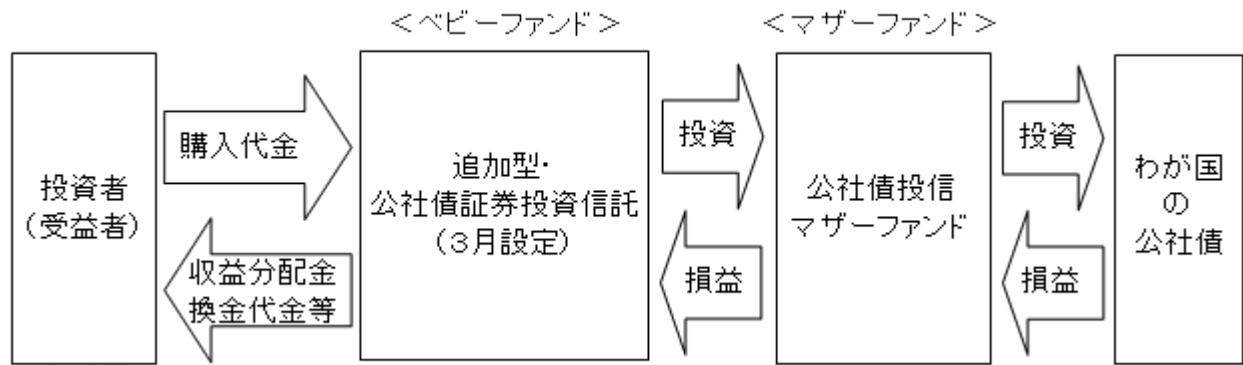 ＜ベビーファンド＞
＜マザーファンド＞
投資者
(受益者)
購入代金
収益分配金
換金代金等
追加型･
公社債証券投資信託
(３月設定)
投資
損益
公社債投信
マザーファンド
投資
損益
わが国
の
公社債